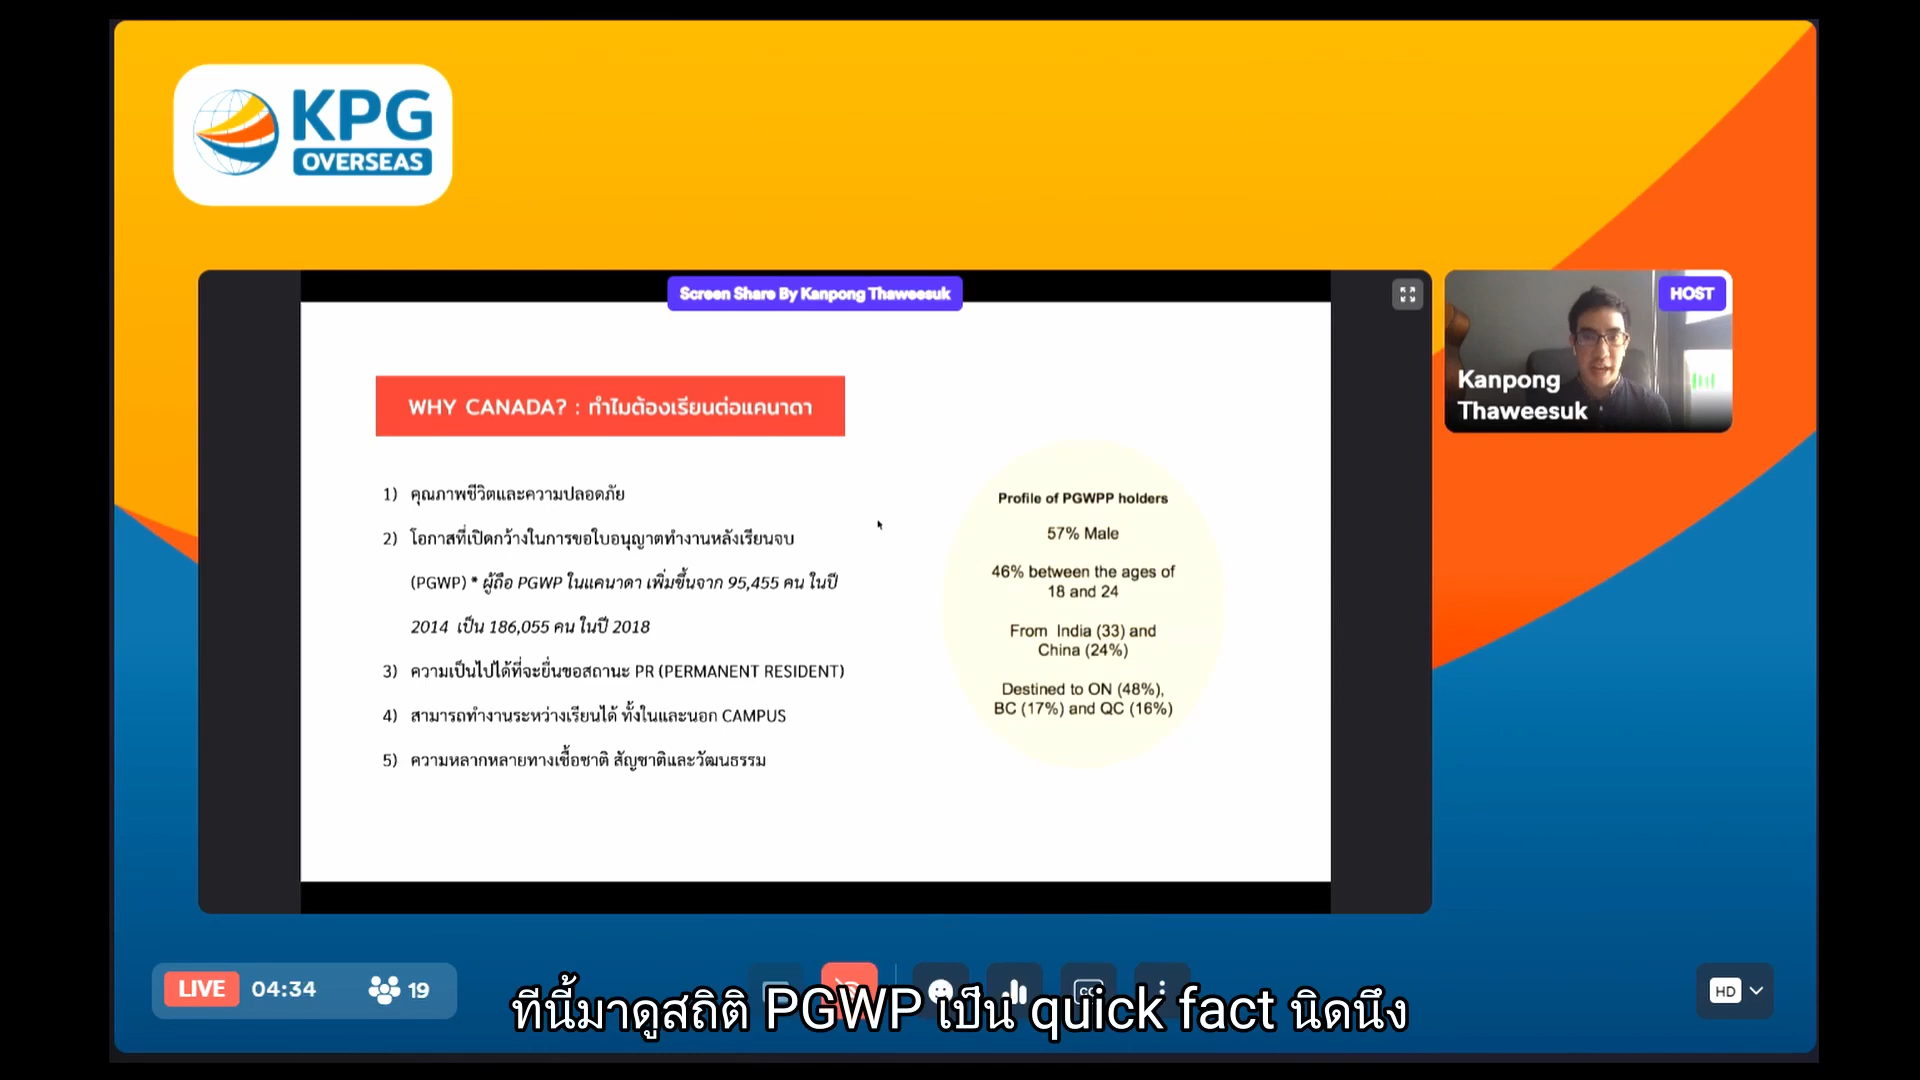 KPG
OVERSEAS
Screen Share By Kanpong Thaweesuk
HOST
Kanpong
Thaweesuk
WHY CANADA? : ทำไมต้องเรียนต่อแคนาดา
1) คุณภาพชีวิตและความปลอดภัย
2) โอกาสที่เปิดกว้างในการขอใบอนุญาตทำงานหลังเรียนจบ
(PGWP) * ผู้ถือ PGWP ในแคนาดา เพิ่มขึ้นจาก 95,455 คน ในปี
2014 เป็น 186,055 คน ในปี 2018
3) ความเป็นไปได้ที่จะยื่นขอสถานะ PR (PERMANENT RESIDENT)
4) สามารถทำงานระหว่างเรียนได้ ทั้งในและนอก CAMPUS
5) ความหลากหลายทางเชื้อชาติ สัญชาติและวัฒนธรรม
Profile of PGWPP holders
57% Male
46% between the ages of
18 and 24
From India (33) and
China (24%)
Destined to ON (48%),
BC (17%) and QC (16%)
LIVE 04:34 19
CC
HD
ทีนี้มาดูสถิติ PGWP เป็น quick fact นิดนึง